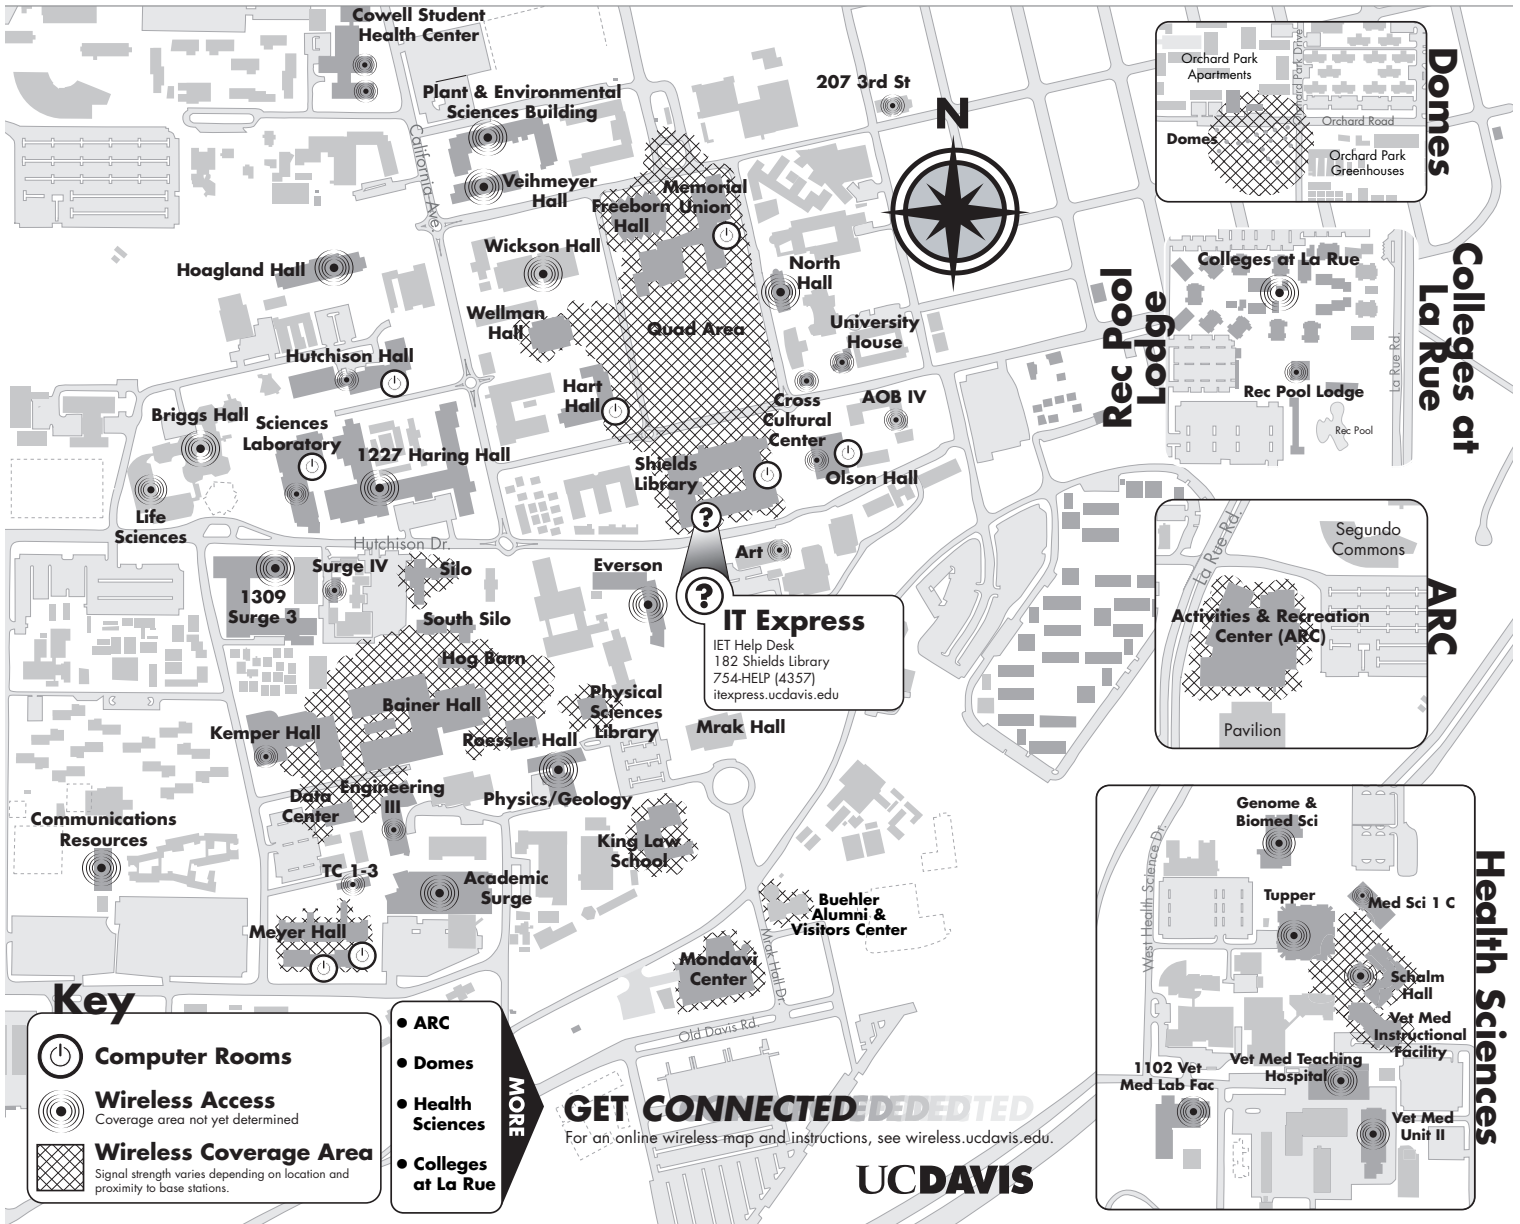 Cowell Student
Health Center
Plant & Environmental
Sciences Building
207 3rd St
N
California Ave.
Veihmeyer
Hall
Memorial
Union
Freeborn
Hall
Wickson Hall
Hoagland Hall
North
Hall
Wellman
Hall
Quad Area
University
House
Hutchison Hall
Hart
Hall
Cross
Cultural
Center
AOB IV
Briggs Hall
Sciences
Laboratory
1227 Haring Hall
Shields
Library
Olson Hall
Life
Sciences
?
Hutchison Dr.
Art
Surge IV
Silo
Everson
1309
Surge 3
?
IT Express
IET Help Desk
182 Shields Library
754-HELP (4357)
itexpress.ucdavis.edu
South Silo
Hog Barn
Bainer Hall
Physical
Sciences
Library
Mrak Hall
Kemper Hall
Roessler Hall
Engineering
III
Data
Center
Physics/Geology
Communications
Resources
King Law
School
TC 1-3
Academic
Surge
Buehler
Alumni &
Visitors Center
Meyer Hall
Mondavi
Center
Mrak Hall Dr.
Old Davis Rd.
Orchard Park
Apartments
Orchard Park Drive
Orchard Road
Domes
Orchard Park
Greenhouses
Domes
Colleges at La Rue
Rec Pool Lodge
Rec Pool
La Rue Rd.
Rec Pool
Lodge
Colleges at
La Rue
La Rue Rd.
Segundo
Commons
Activities & Recreation
Center (ARC)
Pavilion
ARC
Genome &
Biomed Sci
West Health Science Dr.
Tupper
Med Sci 1 C
Schalm
Hall
Vet Med
Instructional
Facility
Vet Med Teaching
Hospital
1102 Vet
Med Lab Fac
Vet Med
Unit II
Health Sciences
Key
Computer Rooms
Wireless Access
Coverage area not yet determined
Wireless Coverage Area
Signal strength varies depending on location and
proximity to base stations.
• ARC
• Domes
• Health
Sciences
• Colleges
at La Rue
MORE
GET CONNECTED
For an online wireless map and instructions, see wireless.ucdavis.edu.
UCDAVIS